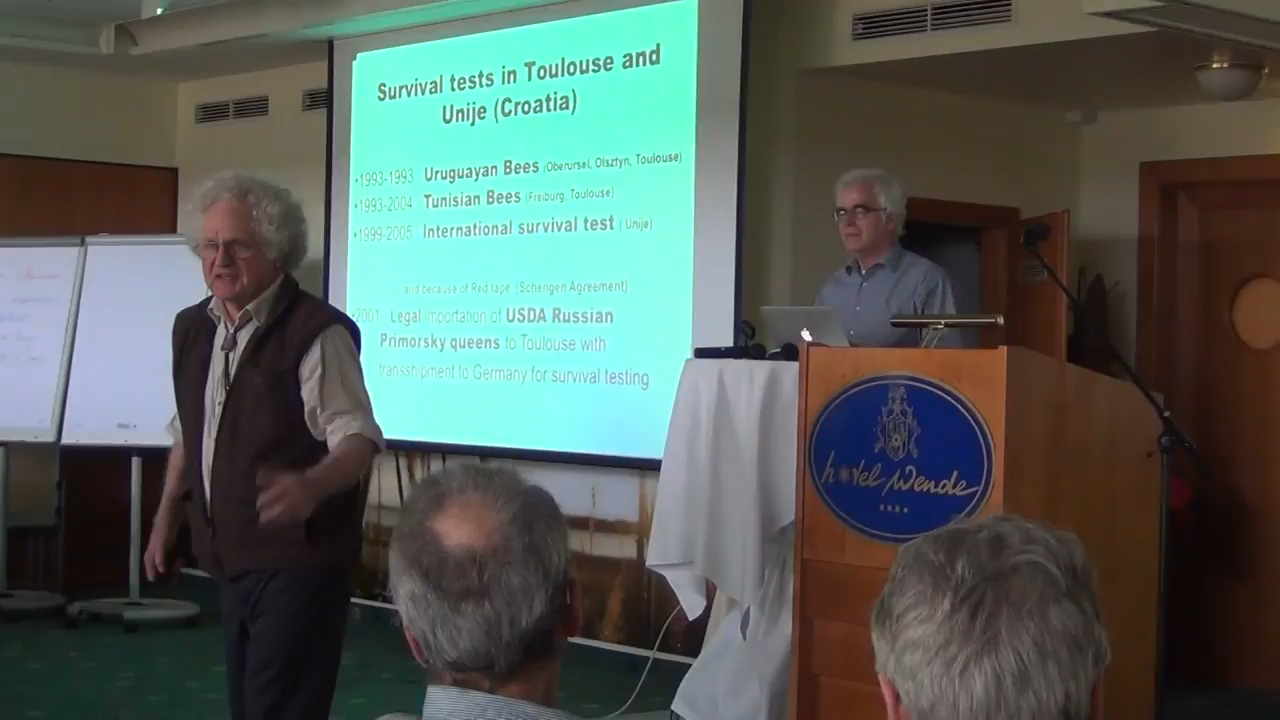 Survival tests in Toulouse and
Unije (Croatia)
•1993-1993 Uruguayan Bees (Oberursel, Olsztyn, Toulouse)
•1993-2004 Tunisian Bees (Freiburg, Toulouse)
•1999-2005 International survival test ( Unije)
... and because of Red tape (Schengen Agreement)
•2001 Legal importation of USDA Russian
Primorsky queens to Toulouse with
transshipment to Germany for survival testing
hotel Wende